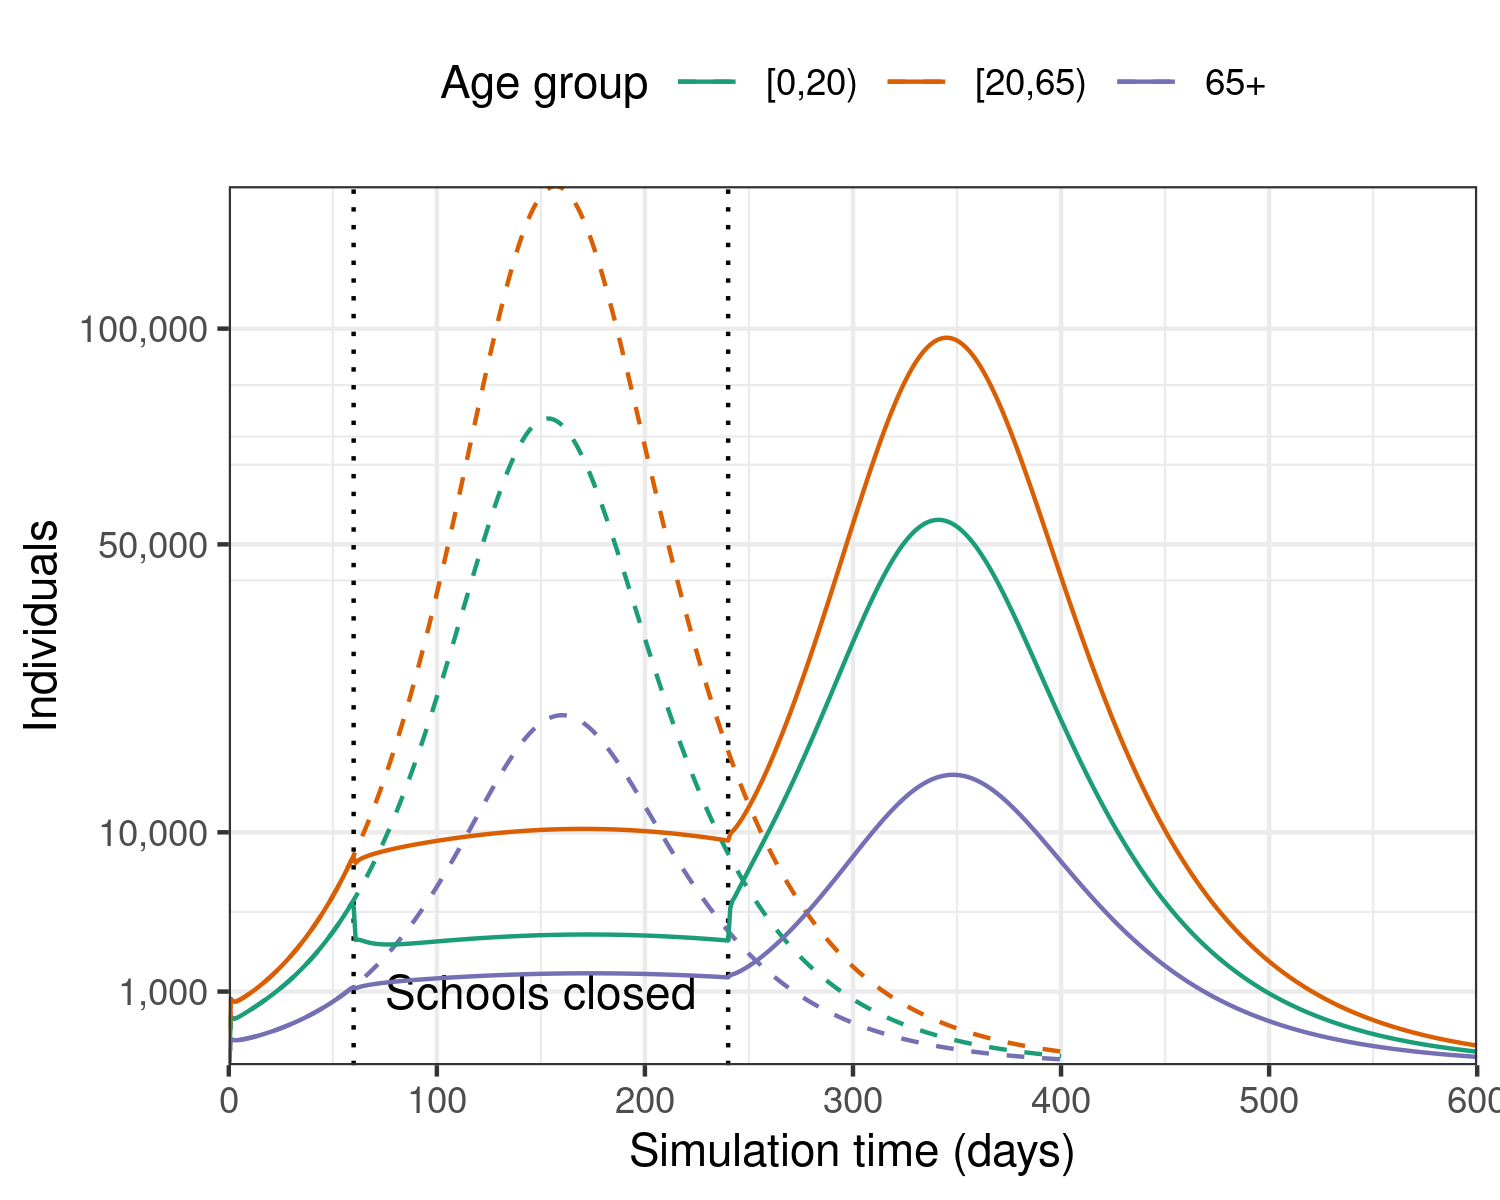 Age group [0,20) [20,65) 65+
100,000
50,000
10,000
1,000
Individuals
Schools closed
0 100 200 300 400 500 600
Simulation time (days)